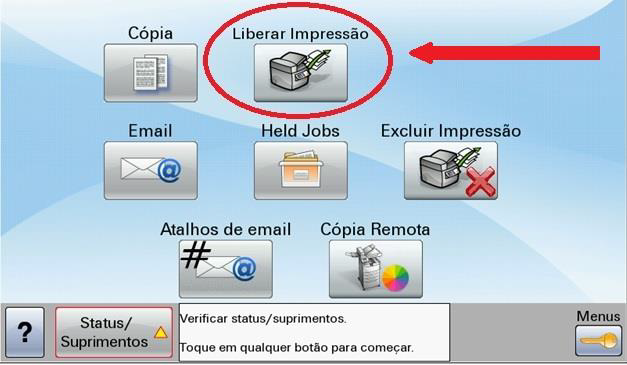 Cópia
Liberar Impressão
Email
Held Jobs
Excluir Impressão
Atalhos de email
#
Cópia Remota
?
Status/
Suprimentos
Verificar status/suprimentos.
Toque em qualquer botão para começar.
Menus